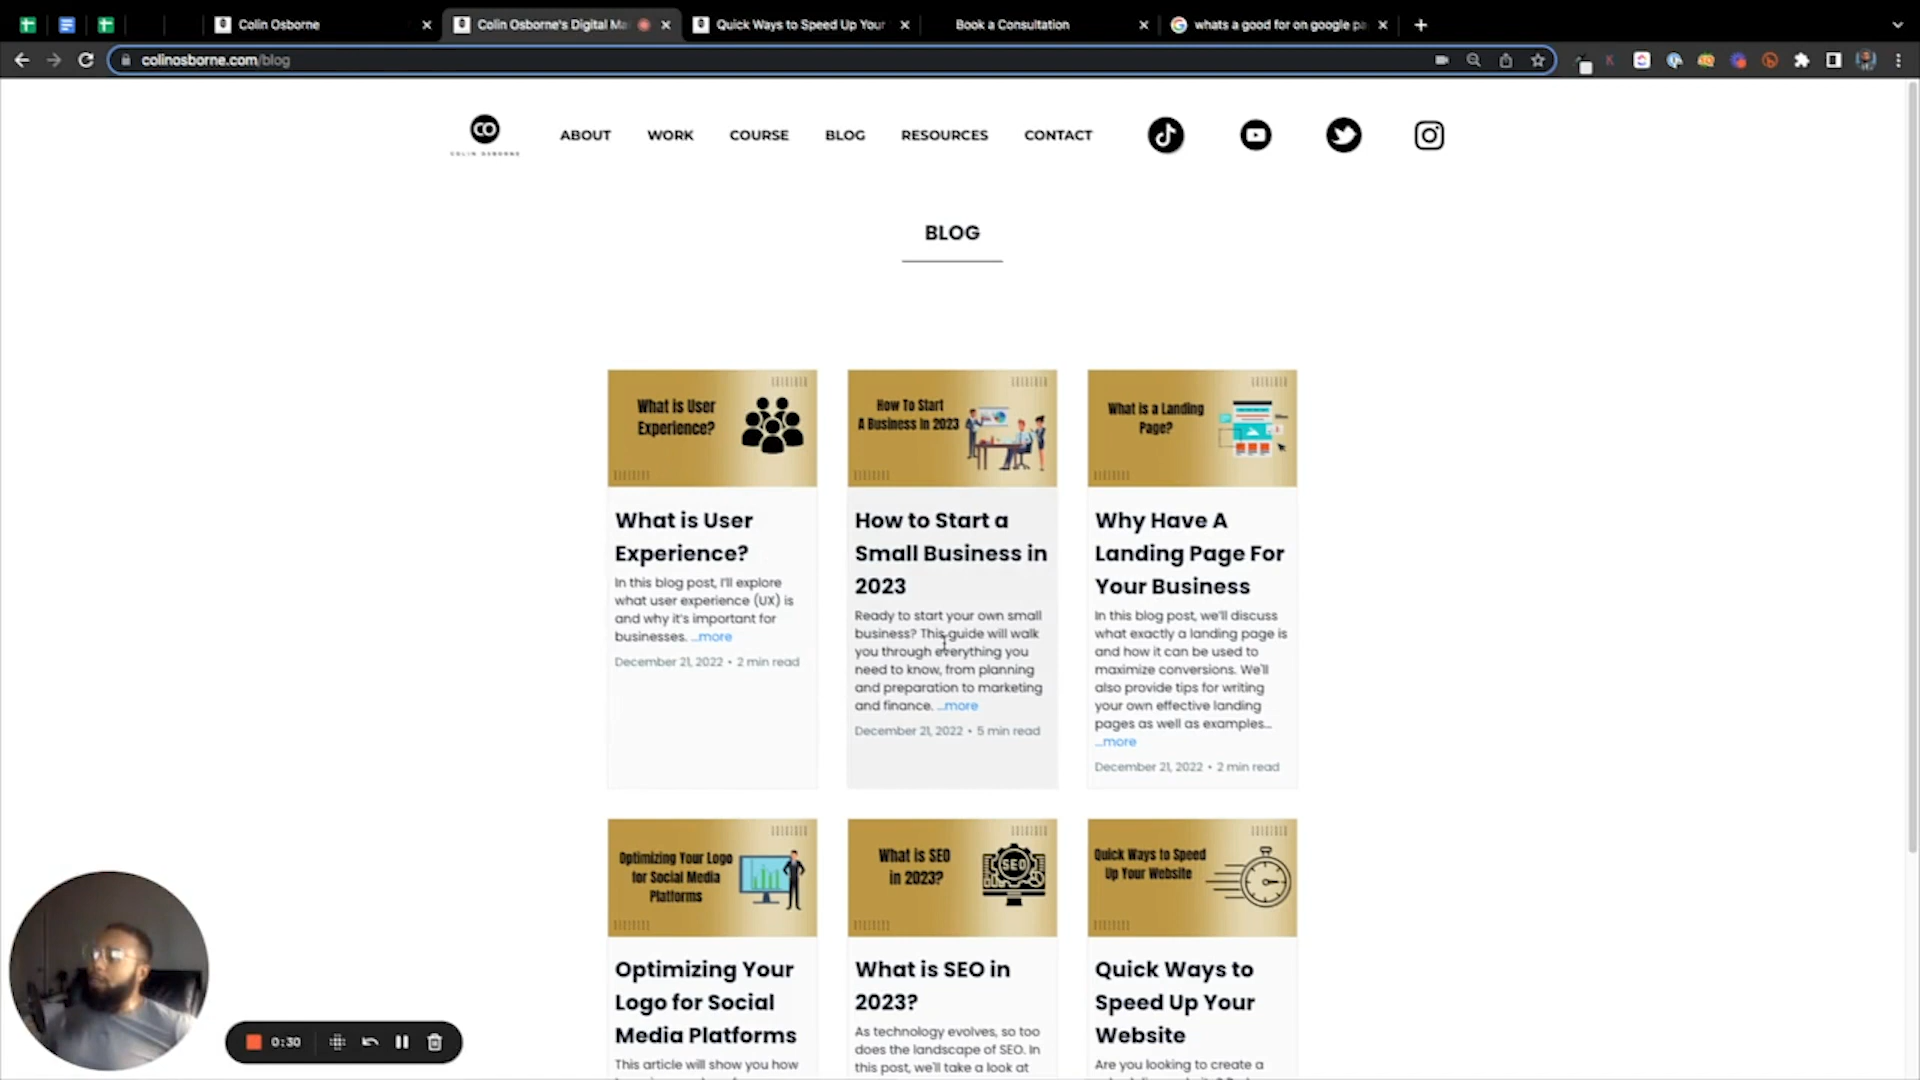 Colin Osborne
Colin Osborne's Digital Ma
Quick Ways to Speed Up Your
Book a Consultation
whats a good for on google pa
colinosborne.com/blog
CO
COLIN OSBORNE
ABOUT
WORK
COURSE
BLOG
RESOURCES
CONTACT
BLOG
What is User
Experience?
How To Start
A Business In 2023
What is a Landing
Page?
What is User
Experience?
In this blog post, I'll explore
what user experience (UX) is
and why it's important for
businesses. ...more
December 21, 2022 • 2 min read
How to Start a
Small Business in
2023
Ready to start your own small
business? This guide will walk
you through everything you
need to know, from planning
and preparation to marketing
and finance. ...more
December 21, 2022 • 5 min read
Why Have A
Landing Page For
Your Business
In this blog post, we'll discuss
what exactly a landing page is
and how it can be used to
maximize conversions. We'll
also provide tips for writing
your own effective landing
pages as well as examples...
...more
December 21, 2022 • 2 min read
Optimizing Your Logo
for Social Media
Platforms
What is SEO
in 2023?
SEO
Quick Ways to Speed
Up Your Website
Optimizing Your
Logo for Social
Media Platforms
This article will show you how
What is SEO in
2023?
As technology evolves, so too
does the landscape of SEO. In
this post, we'll take a look at
Quick Ways to
Speed Up Your
Website
Are you looking to create a
0:30